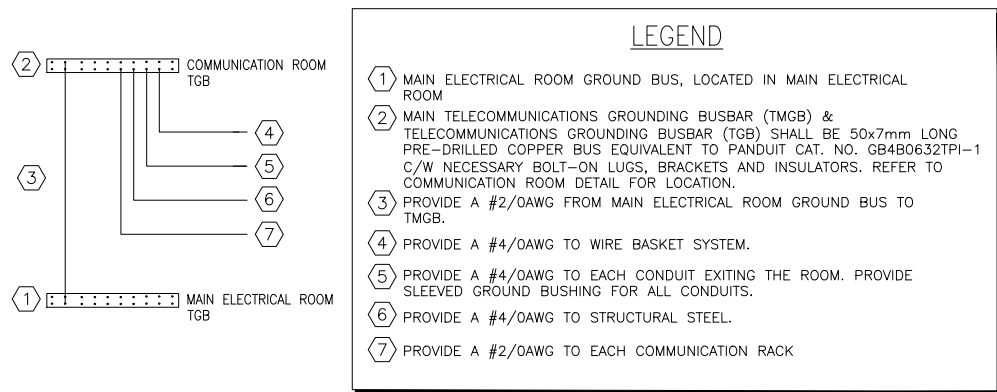 2
COMMUNICATION ROOM
TGB
4
5
3
6
7
1
MAIN ELECTRICAL ROOM
TGB
LEGEND
1 MAIN ELECTRICAL ROOM GROUND BUS, LOCATED IN MAIN ELECTRICAL
ROOM
2 MAIN TELECOMMUNICATIONS GROUNDING BUSBAR (TMGB) &
TELECOMMUNICATIONS GROUNDING BUSBAR (TGB) SHALL BE 50x7mm LONG
PRE-DRILLED COPPER BUS EQUIVALENT TO PANDUIT CAT. NO. GB4B0632TPI-1
C/W NECESSARY BOLT-ON LUGS, BRACKETS AND INSULATORS. REFER TO
COMMUNICATION ROOM DETAIL FOR LOCATION.
3 PROVIDE A #2/0AWG FROM MAIN ELECTRICAL ROOM GROUND BUS TO
TMGB.
4 PROVIDE A #4/0AWG TO WIRE BASKET SYSTEM.
5 PROVIDE A #4/0AWG TO EACH CONDUIT EXITING THE ROOM. PROVIDE
SLEEVED GROUND BUSHING FOR ALL CONDUITS.
6 PROVIDE A #4/0AWG TO STRUCTURAL STEEL.
7 PROVIDE A #2/0AWG TO EACH COMMUNICATION RACK